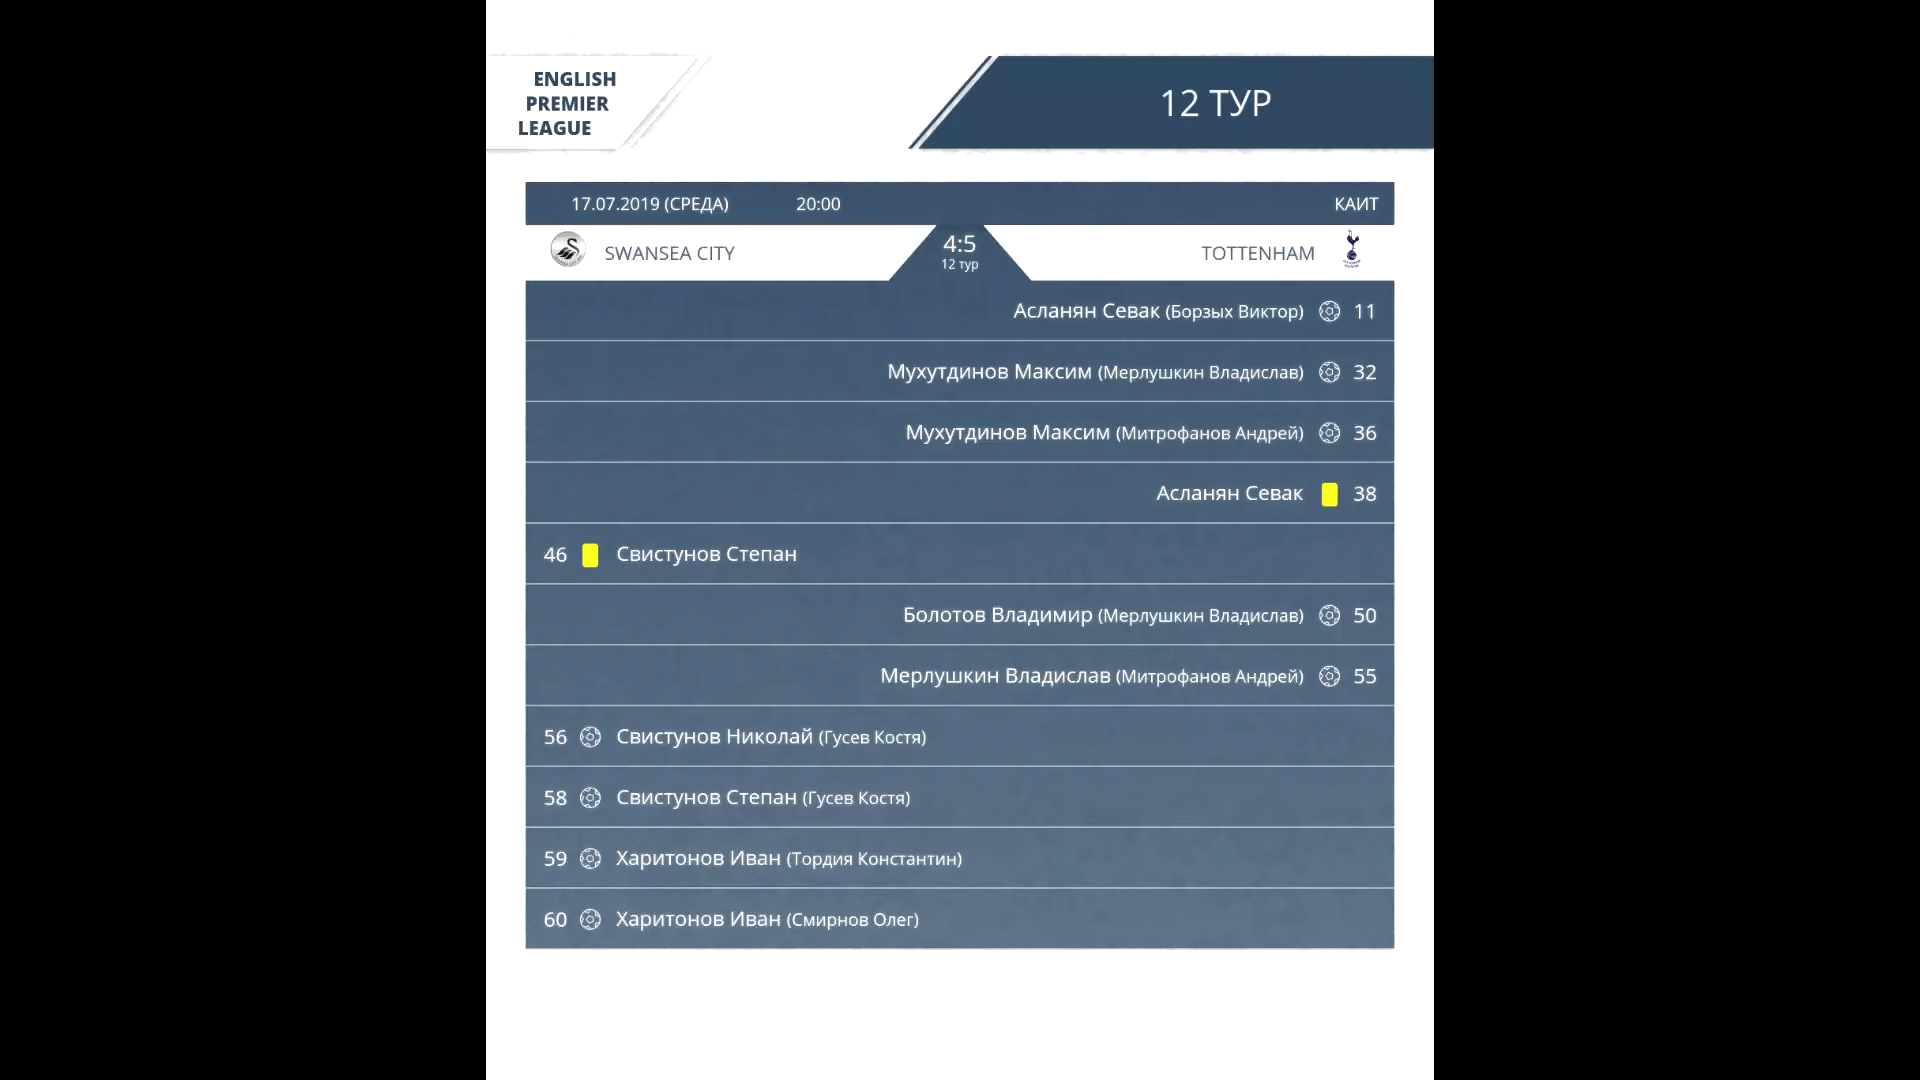 ENGLISH
PREMIER
LEAGUE
12 ТУР
17.07.2019 (СРЕДА) 20:00 КАИТ
SWANSEA CITY 4:5 TOTTENHAM
12 тур
Асланян Севак (Борзых Виктор) 11
Мухутдинов Максим (Мерлушкин Владислав) 32
Мухутдинов Максим (Митрофанов Андрей) 36
Асланян Севак 38
46 Свистунов Степан
Болотов Владимир (Мерлушкин Владислав) 50
Мерлушкин Владислав (Митрофанов Андрей) 55
56 Свистунов Николай (Гусев Костя)
58 Свистунов Степан (Гусев Костя)
59 Харитонов Иван (Тордия Константин)
60 Харитонов Иван (Смирнов Олег)